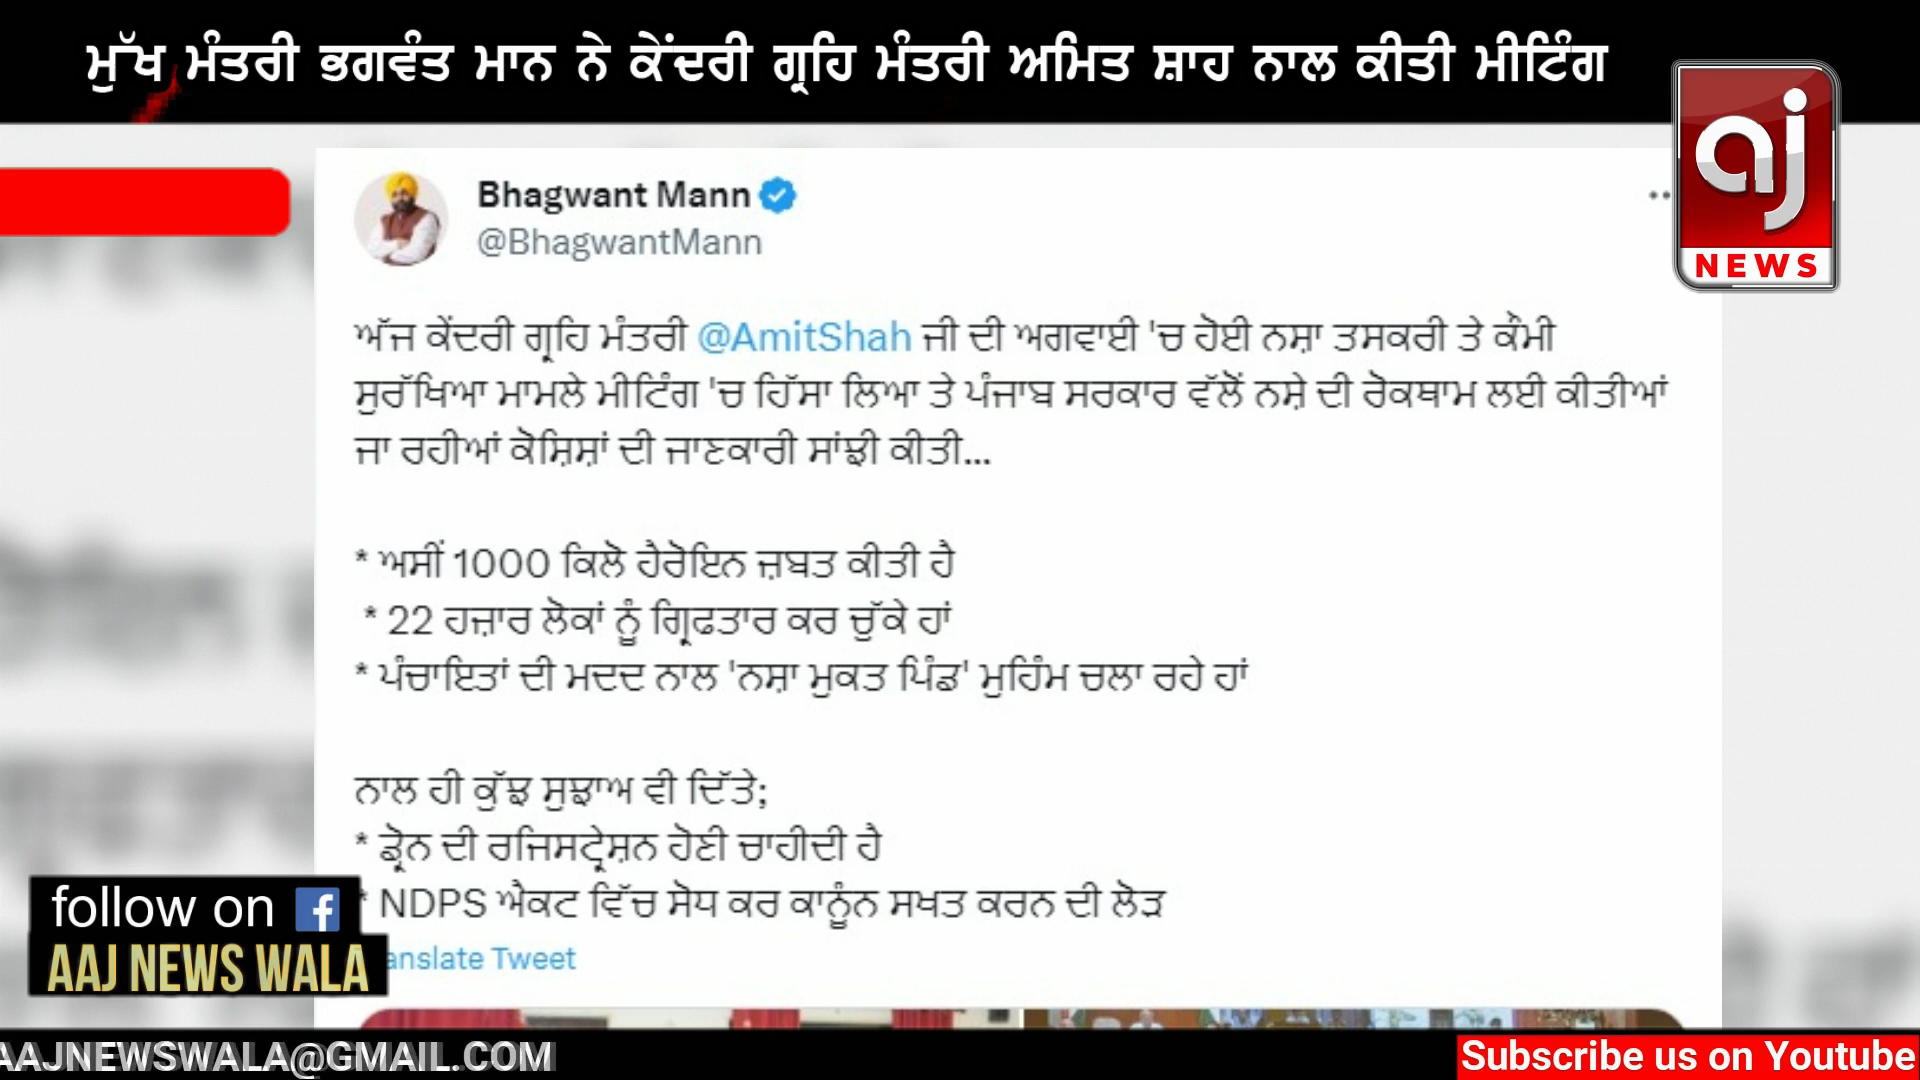 ਮੁੱਖ ਮੰਤਰੀ ਭਗਵੰਤ ਮਾਨ ਨੇ ਕੇਂਦਰੀ ਗ੍ਰਹਿ ਮੰਤਰੀ ਅਮਿਤ ਸ਼ਾਹ ਨਾਲ ਕੀਤੀ ਮੀਟਿੰਗ
aj
NEWS
Bhagwant Mann
@BhagwantMann
ਅੱਜ ਕੇਂਦਰੀ ਗ੍ਰਹਿ ਮੰਤਰੀ @AmitShah ਜੀ ਦੀ ਅਗਵਾਈ 'ਚ ਹੋਈ ਨਸ਼ਾ ਤਸਕਰੀ ਤੇ ਕੌਮੀ
ਸੁਰੱਖਿਆ ਮਾਮਲੇ ਮੀਟਿੰਗ 'ਚ ਹਿੱਸਾ ਲਿਆ ਤੇ ਪੰਜਾਬ ਸਰਕਾਰ ਵੱਲੋਂ ਨਸ਼ੇ ਦੀ ਰੋਕਥਾਮ ਲਈ ਕੀਤੀਆਂ
ਜਾ ਰਹੀਆਂ ਕੋਸ਼ਿਸ਼ਾਂ ਦੀ ਜਾਣਕਾਰੀ ਸਾਂਝੀ ਕੀਤੀ...
* ਅਸੀਂ 1000 ਕਿਲੋ ਹੈਰੋਇਨ ਜ਼ਬਤ ਕੀਤੀ ਹੈ
* 22 ਹਜ਼ਾਰ ਲੋਕਾਂ ਨੂੰ ਗ੍ਰਿਫਤਾਰ ਕਰ ਚੁੱਕੇ ਹਾਂ
* ਪੰਚਾਇਤਾਂ ਦੀ ਮਦਦ ਨਾਲ 'ਨਸ਼ਾ ਮੁਕਤ ਪਿੰਡ' ਮੁਹਿੰਮ ਚਲਾ ਰਹੇ ਹਾਂ
ਨਾਲ ਹੀ ਕੁੱਝ ਸੁਝਾਅ ਵੀ ਦਿੱਤੇ;
* ਡ੍ਰੋਨ ਦੀ ਰਜਿਸਟ੍ਰੇਸ਼ਨ ਹੋਣੀ ਚਾਹੀਦੀ ਹੈ
* NDPS ਐਕਟ ਵਿੱਚ ਸੋਧ ਕਰ ਕਾਨੂੰਨ ਸਖਤ ਕਰਨ ਦੀ ਲੋੜ
anslate Tweet
follow on f
AAJ NEWS WALA
AAJNEWSWALA@GMAIL.COM
Subscribe us on Youtube